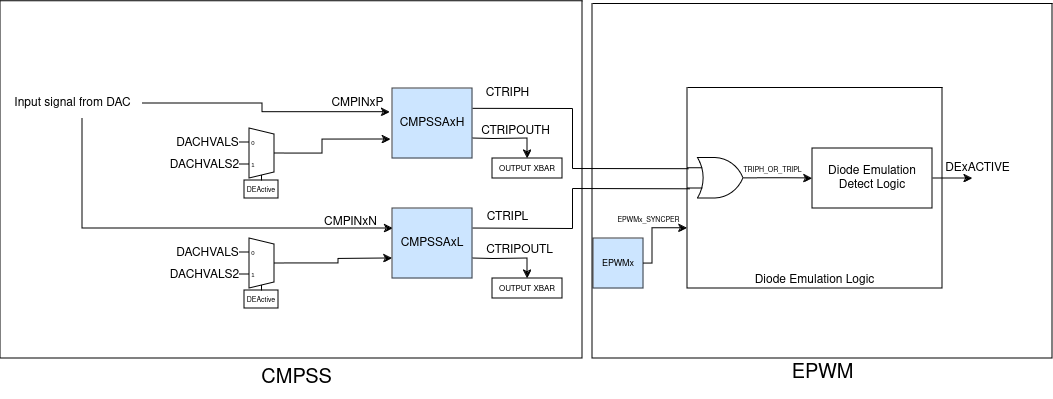 Input signal from DAC
CMPINxP
DACHVALS
0
DACHVALS2
1
DEActive
CMPSSAxH
CTRIPH
CTRIPOUTH
OUTPUT XBAR
CMPINxN
DACHVALS
0
DACHVALS2
1
DEActive
CMPSSAxL
CTRIPL
CTRIPOUTL
OUTPUT XBAR
CMPSS
TRIPH_OR_TRIPL
Diode Emulation
Detect Logic
DExACTIVE
EPWMx_SYNCPER
EPWMx
Diode Emulation Logic
EPWM